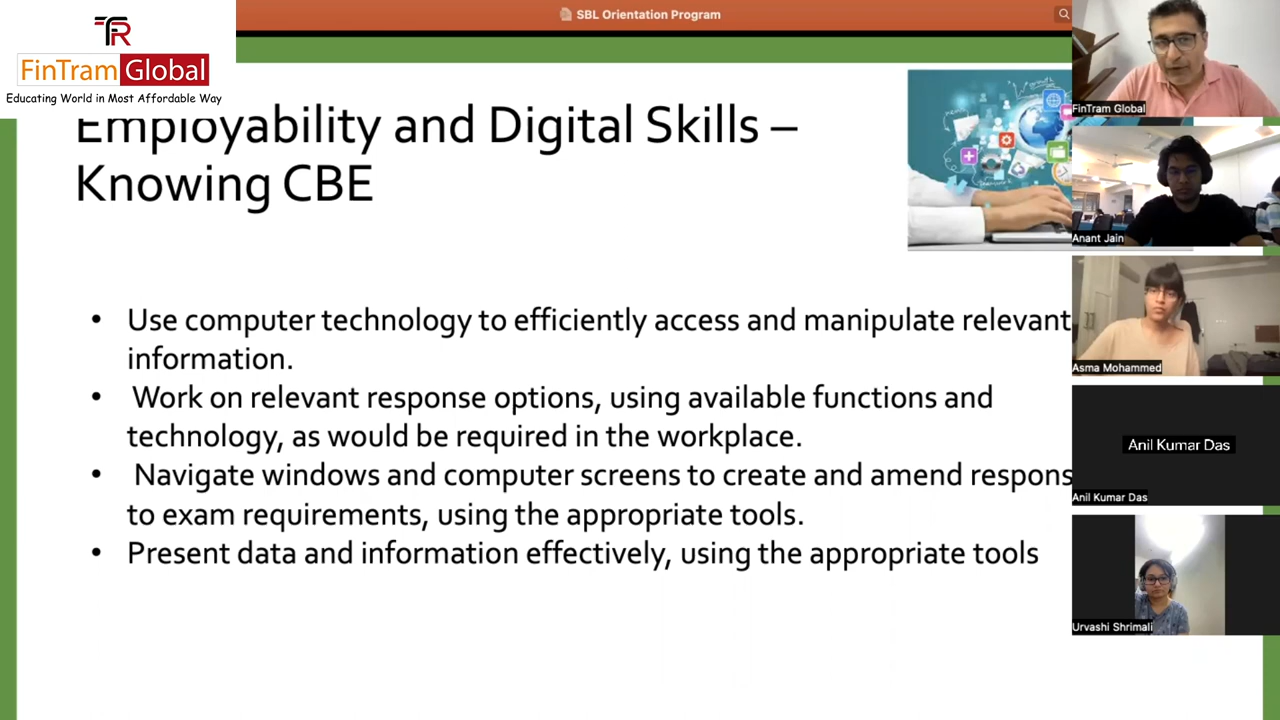 SBL Orientation Program
TR
FinTram Global
Educating World in Most Affordable Way
Employability and Digital Skills –
Knowing CBE
• Use computer technology to efficiently access and manipulate relevant
information.
• Work on relevant response options, using available functions and
technology, as would be required in the workplace.
• Navigate windows and computer screens to create and amend respons
to exam requirements, using the appropriate tools.
• Present data and information effectively, using the appropriate tools
FinTram Global
Anant Jain
Asma Mohammed
Anil Kumar Das
Anil Kumar Das
Urvashi Shrimali